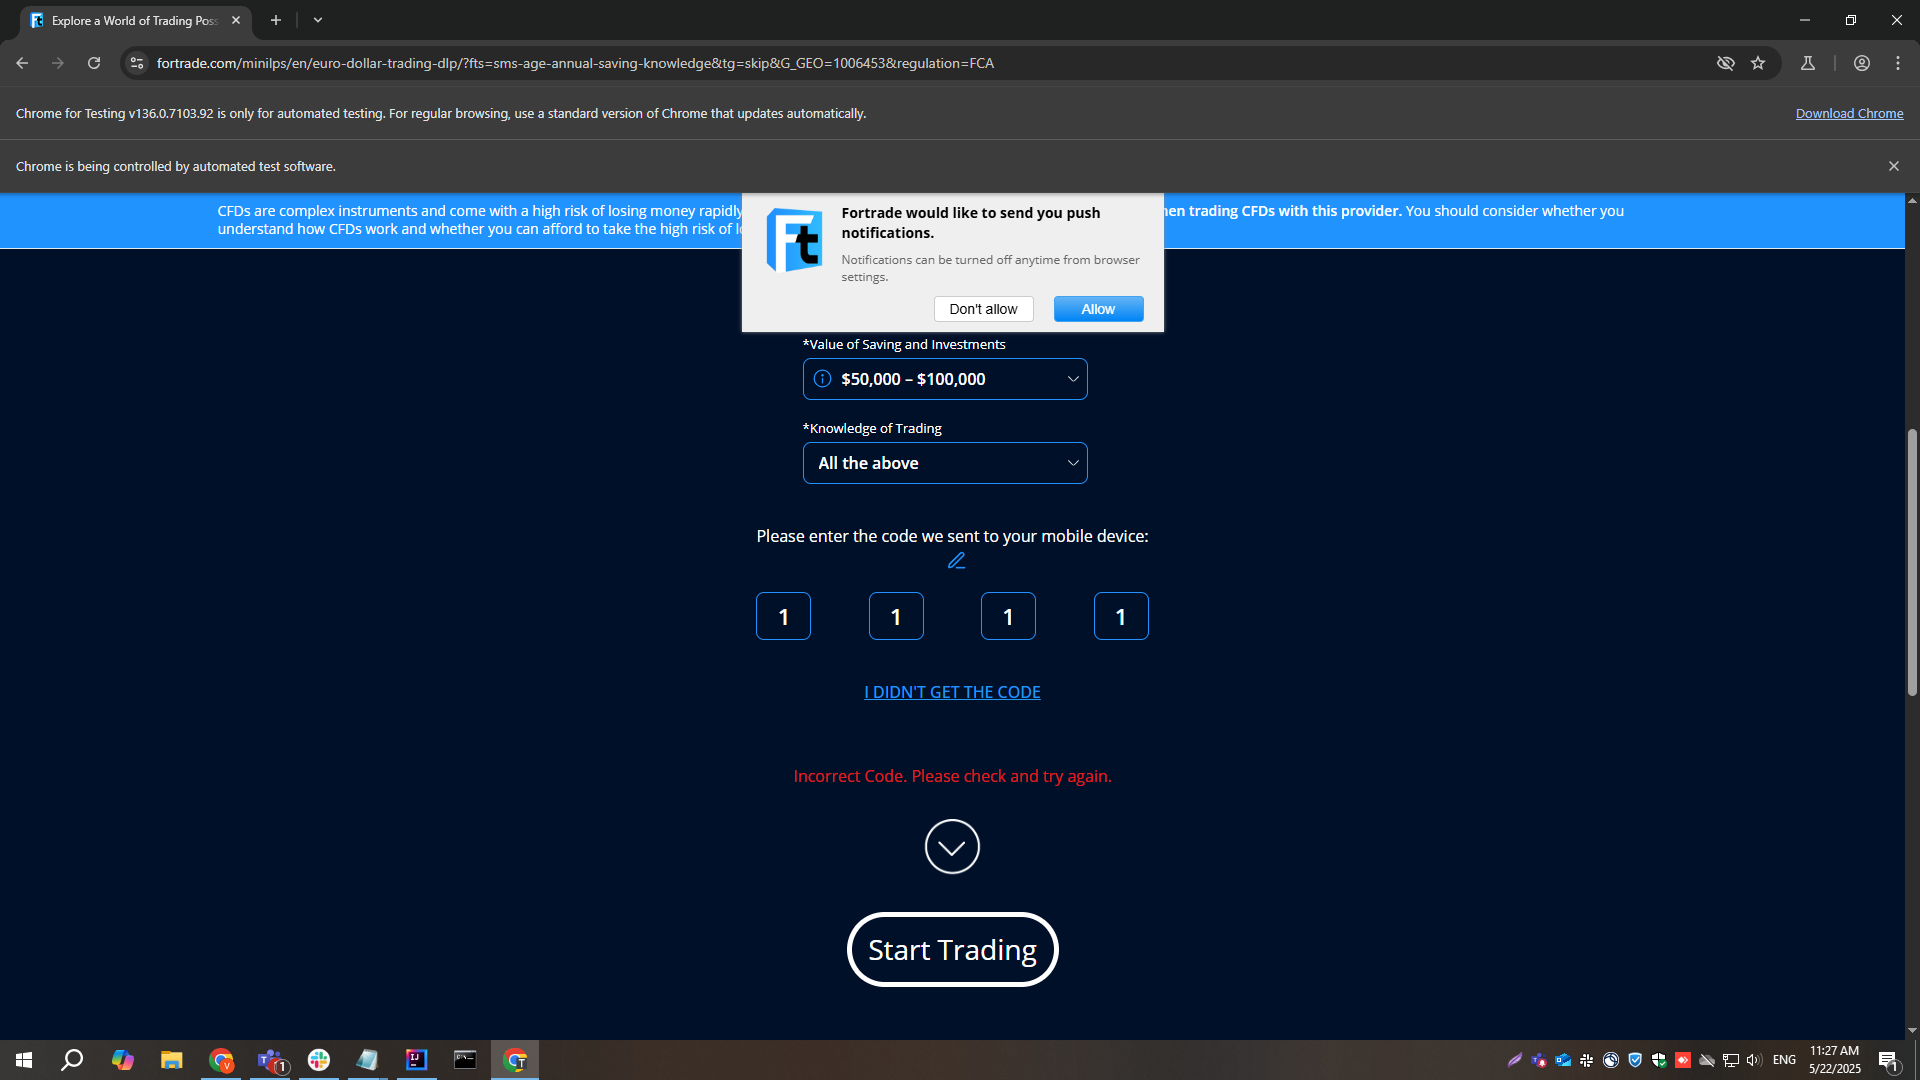 Explore a World of Trading Poss
fortrade.com/minilps/en/euro-dollar-trading-dlp/?fts=sms-age-annual-saving-knowledge&tg=skip&G_GEO=1006453&regulation=FCA
Chrome for Testing v136.0.7103.92 is only for automated testing. For regular browsing, use a standard version of Chrome that updates automatically.
Download Chrome
Chrome is being controlled by automated test software.
CFDs are complex instruments and come with a high risk of losing money rapidly
hen trading CFDs with this provider. You should consider whether you
understand how CFDs work and whether you can afford to take the high risk of l
Ft
Fortrade would like to send you push
notifications.
Notifications can be turned off anytime from browser
settings.
Don't allow
Allow
*Value of Saving and Investments
$50,000 – $100,000
*Knowledge of Trading
All the above
Please enter the code we sent to your mobile device:
1 1 1 1
I DIDN'T GET THE CODE
Incorrect Code. Please check and try again.
Start Trading
ENG
11:27 AM
5/22/2025